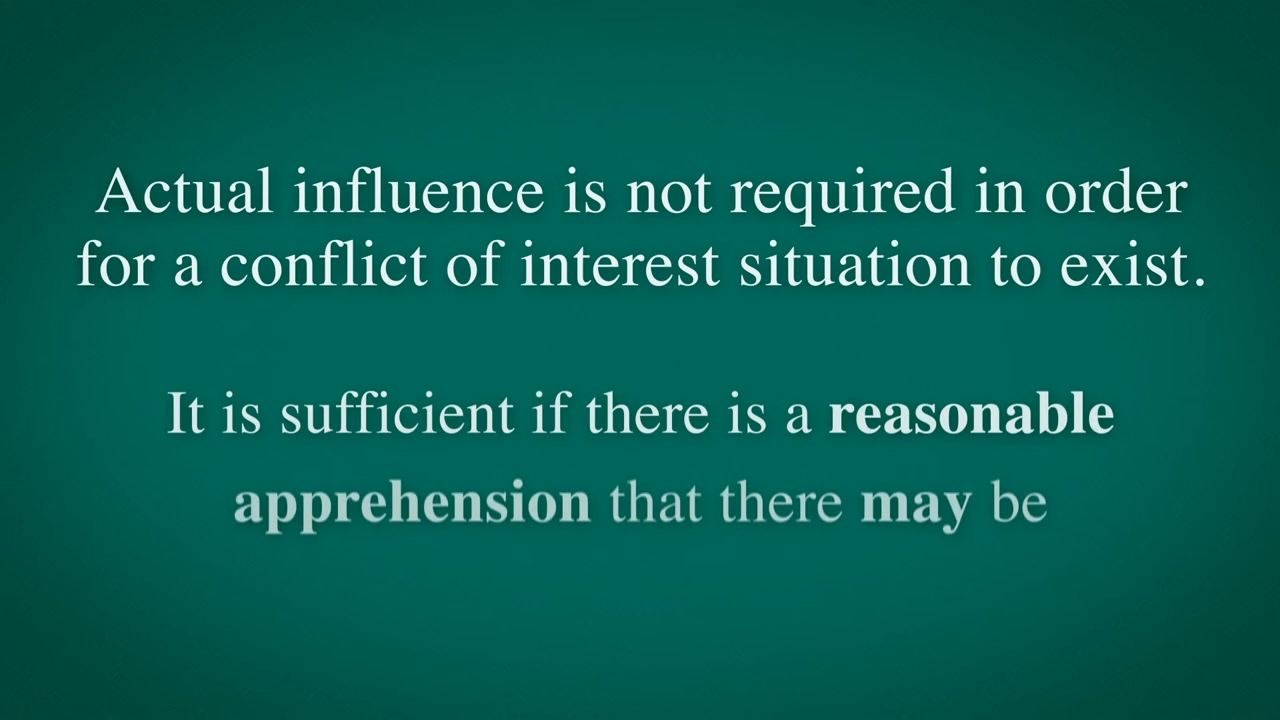 Actual influence is not required in order
for a conflict of interest situation to exist.
It is sufficient if there is a reasonable
apprehension that there may be